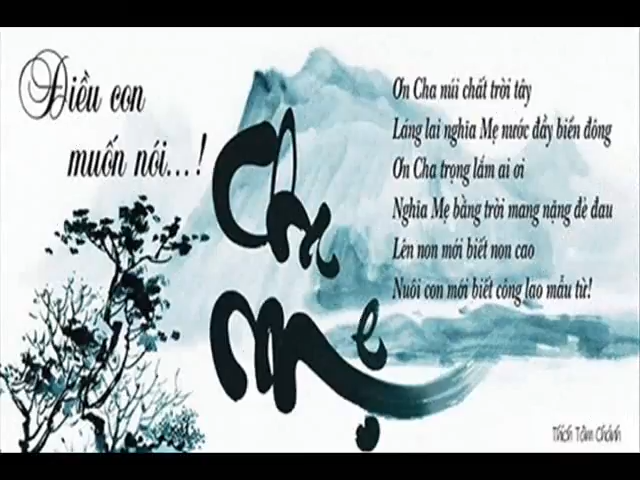 Điều con
muốn nói...!
Cha
Mẹ
Ơn Cha núi chất trời tây
Láng lai nghĩa Mẹ nước đầy biển đông
Ơn Cha trọng lắm ai ơi
Nghĩa Mẹ bằng trời mang nặng đẻ đau
Lên non mới biết non cao
Nuôi con mới biết công lao mẫu từ!
Thích Tâm Chánh